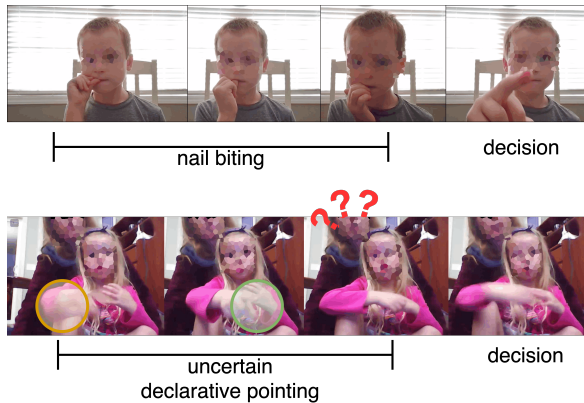 nail biting
decision
???
uncertain
declarative pointing
decision